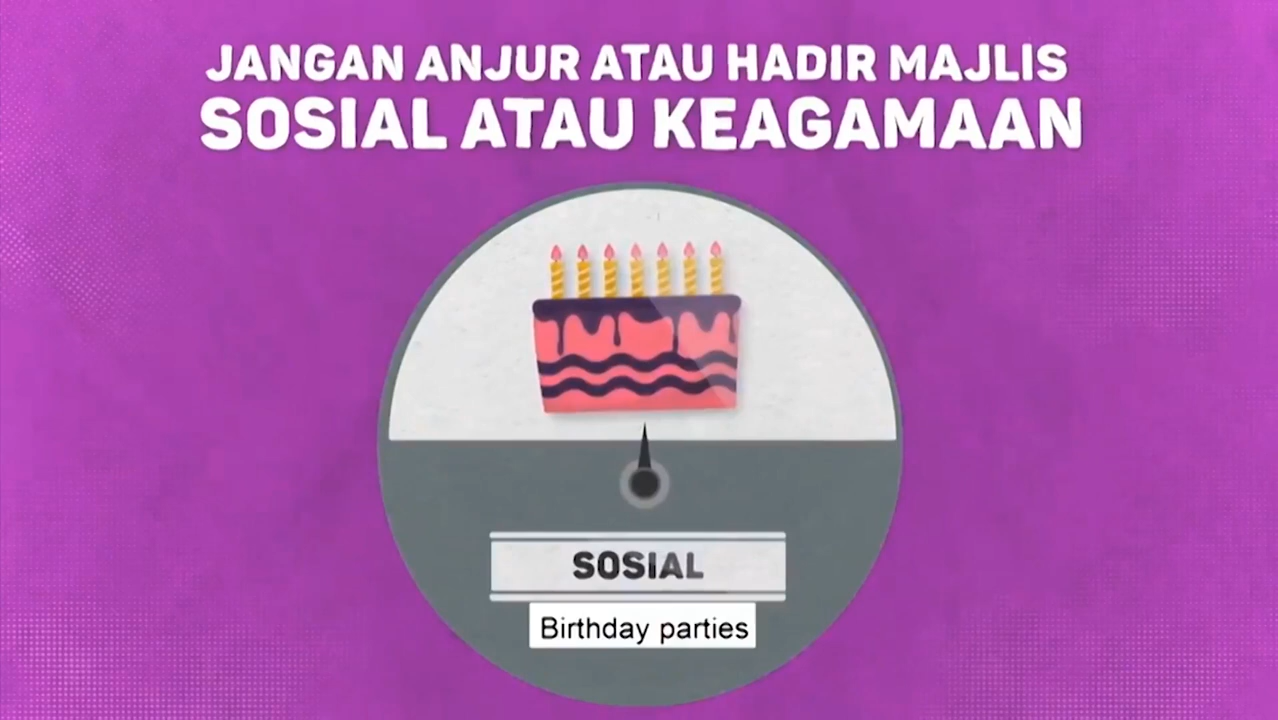 JANGAN ANJUR ATAU HADIR MAJLIS
SOSIAL ATAU KEAGAMAAN
SOSIAL
Birthday parties